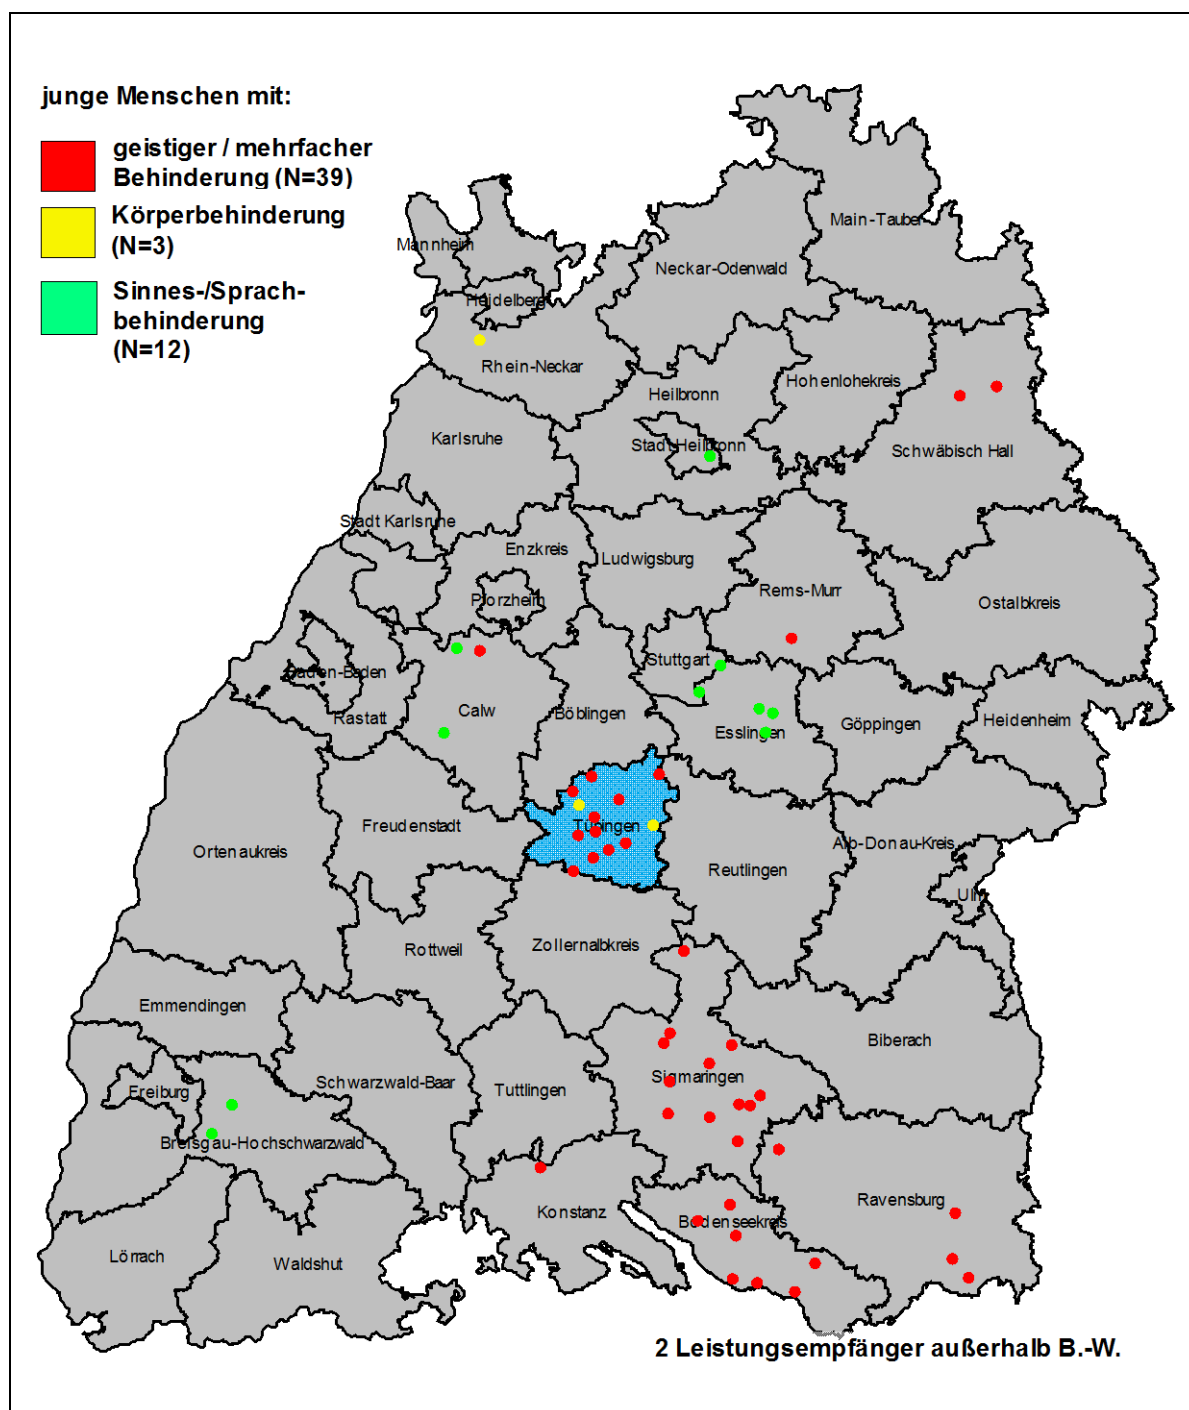 junge Menschen mit:
geistiger / mehrfacher
Behinderung (N=39)
Körperbehinderung
(N=3)
Sinnes-/Sprach-
behinderung
(N=12)
Main-Tauber
Mannheim
Neckar-Odenwald
Heidelberg
Rhein-Neckar
Hohenlohekreis
Heilbronn
Karlsruhe
Stadt Heilbronn
Schwäbisch Hall
Stadt Karlsruhe
Enzkreis
Ludwigsburg
Pforzheim
Rems-Murr
Ostalbkreis
Stuttgart
Baden-Baden
Rastatt
Calw
Böblingen
Esslingen
Göppingen
Heidenheim
Freudenstadt
Tübingen
Ortenaukreis
Reutlingen
Alb-Donau-Kreis
Ulm
Rottweil
Zollernalbkreis
Emmendingen
Biberach
Freiburg
Schwarzwald-Baar
Tuttlingen
Sigmaringen
Breisgau-Hochschwarzwald
Konstanz
Bodenseekreis
Ravensburg
Lörrach
Waldshut
2 Leistungsempfänger außerhalb B.-W.